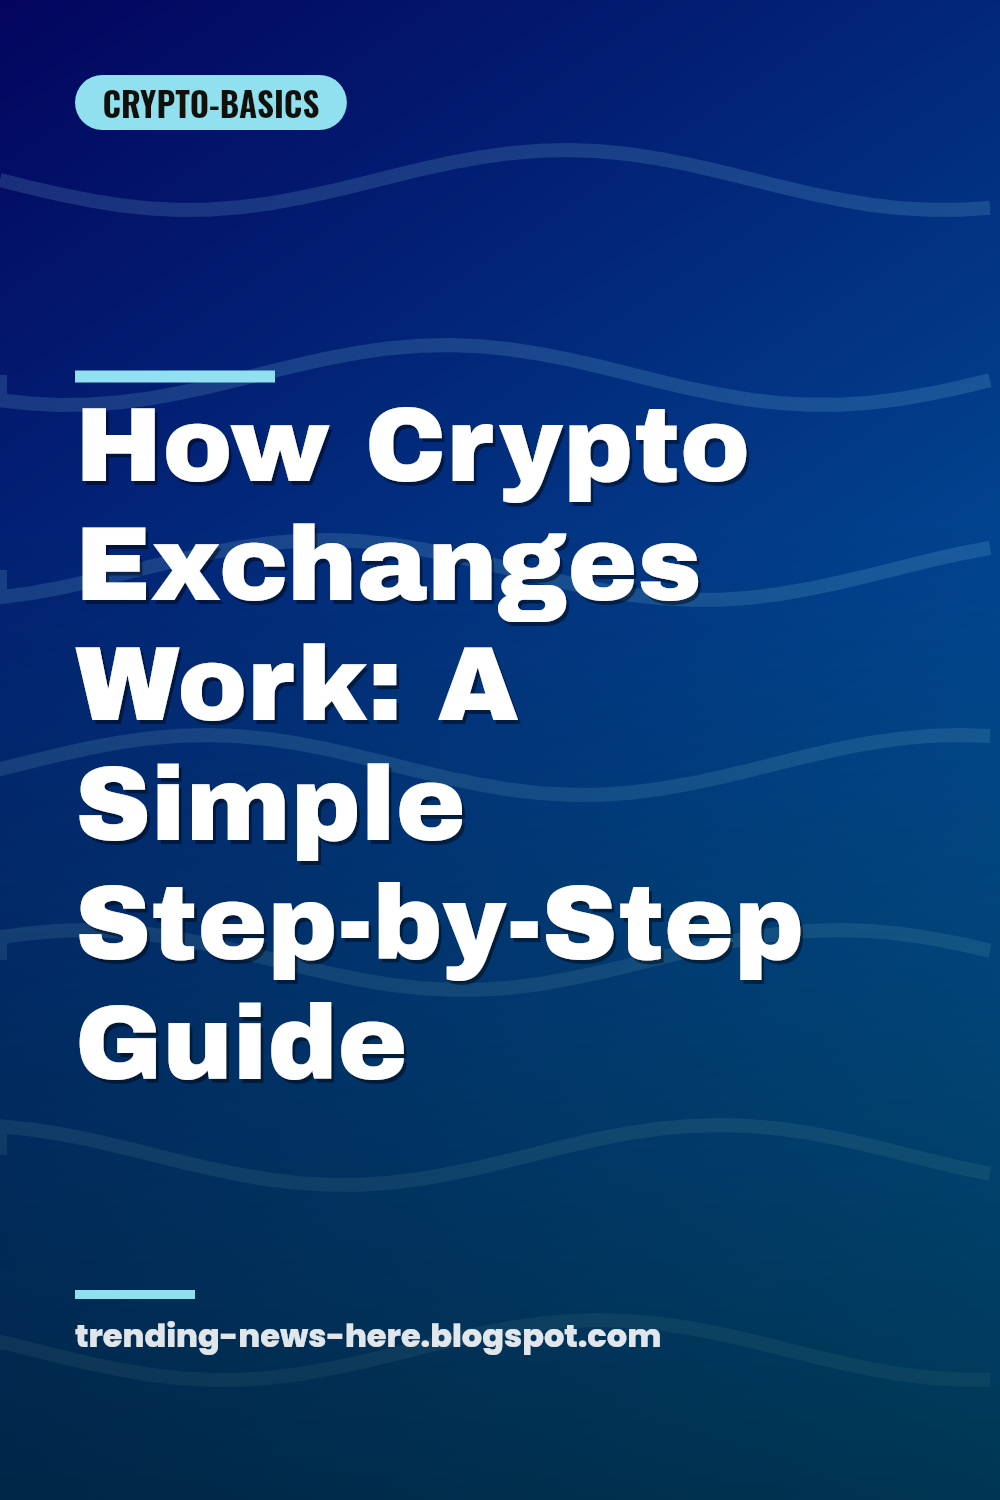 CRYPTO-BASICS
How Crypto
Exchanges
Work: A
Simple
Step-by-Step
Guide
trending-news-here.blogspot.com